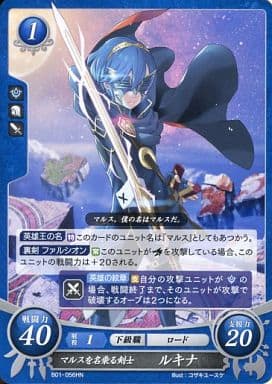 1
マルス。僕の名はマルスだ。
英雄王の名 このカードのユニット名は『マルス』としてもあつかう。
裏剣 ファルシオン このユニットが を攻撃している場合、この
ユニットの戦闘力は+20される。
英雄の紋章 自分の攻撃ユニットが の
場合、戦闘終了まで、そのユニットが攻撃
で破壊するオーブは2つになる。
戦闘力
40
射程
1
下級職
ロード
支援力
20
マルスを名乗る剣士 ルキナ
B01-056HN
Illust:コザキユースケ